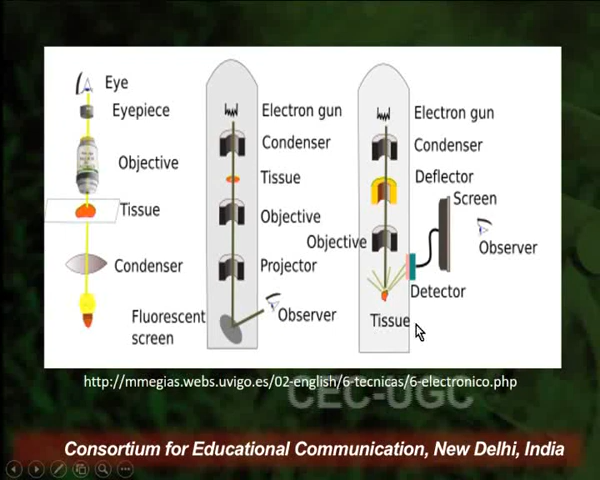 Eye
Eyepiece
Objective
Tissue
Condenser
Electron gun
Condenser
Tissue
Objective
Projector
Fluorescent
screen
Observer
Electron gun
Condenser
Deflector
Screen
Objective
Observer
Detector
Tissue
http://mmegias.webs.uvigo.es/02-english/6-tecnicas/6-electronico.php
CEC-UGC
Consortium for Educational Communication, New Delhi, India